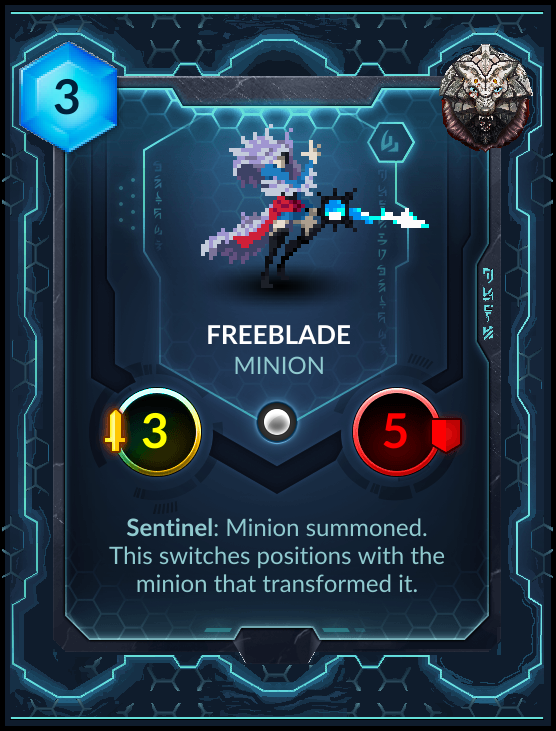 3
FREEBLADE
MINION
3
5
Sentinel: Minion summoned.
This switches positions with the
minion that transformed it.